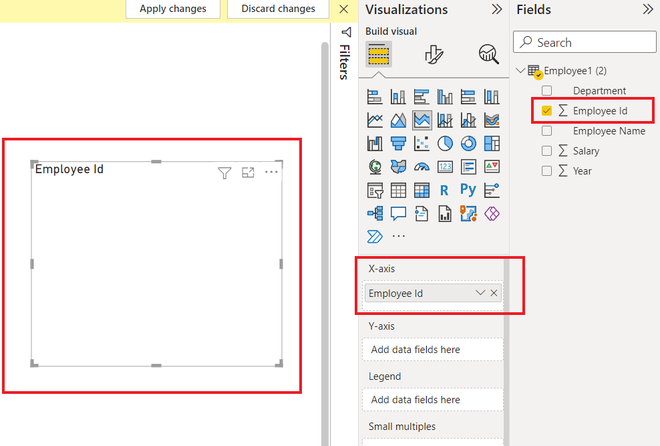 Apply changes
Discard changes
Employee Id
Filters
Visualizations
Build visual
R
Py
123
X-axis
Employee Id
Y-axis
Add data fields here
Legend
Add data fields here
Small multiples
Fields
Search
Employee1 (2)
Department
Σ Employee Id
Employee Name
Σ Salary
Σ Year